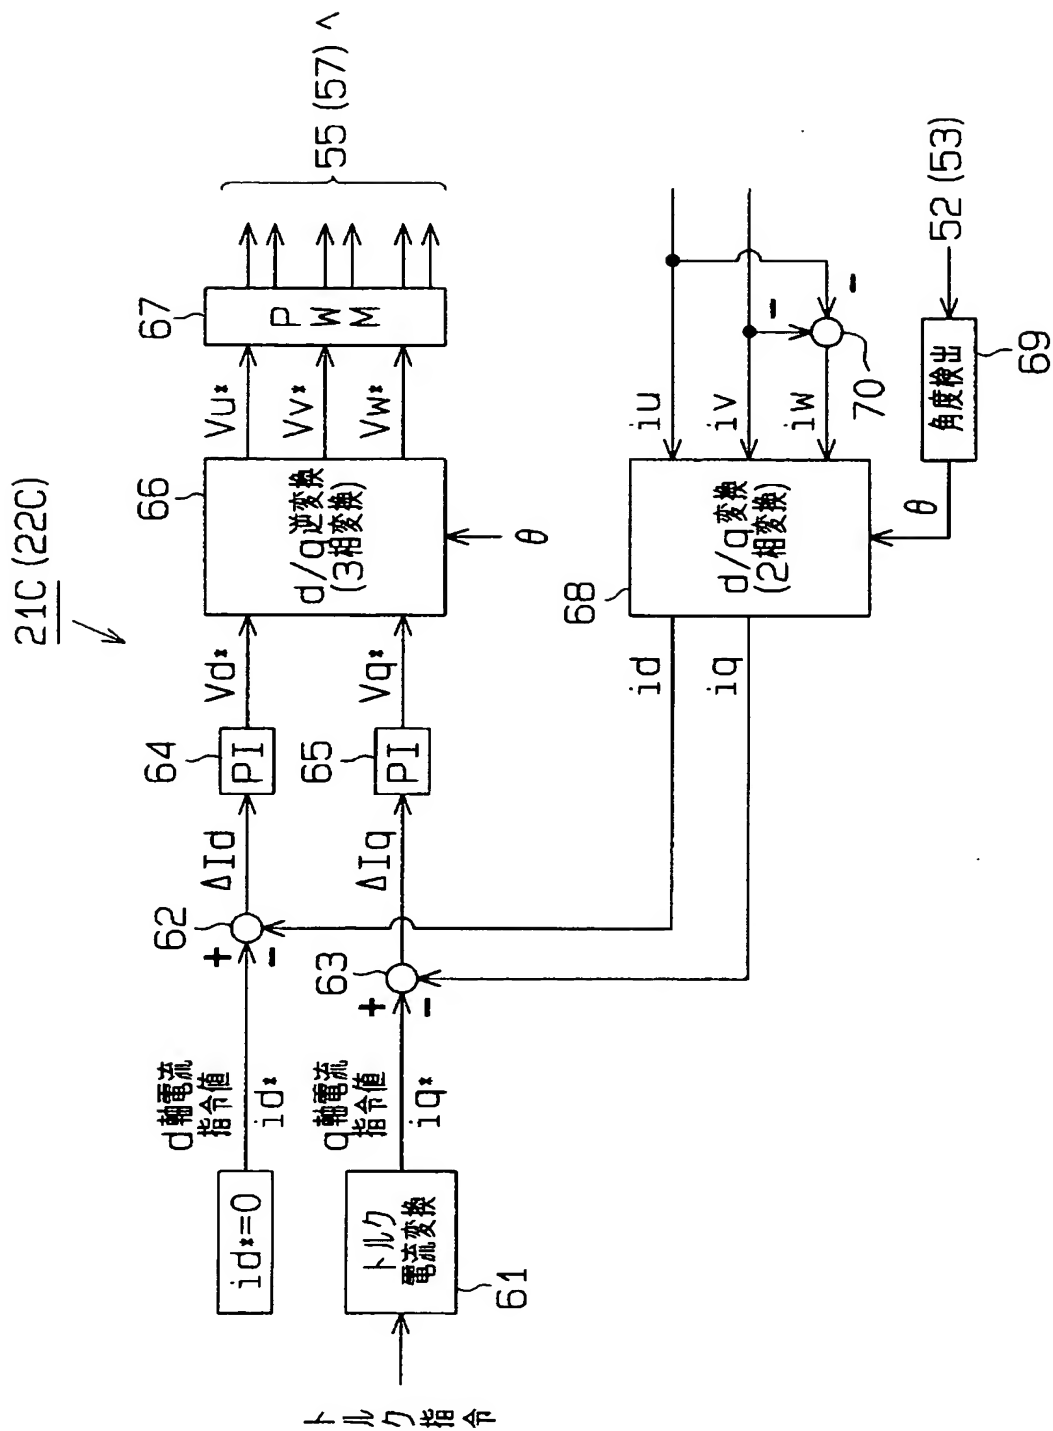 21C (22C)
トルク指令
id*=0
d軸電流
指令値
id*
+
-
62
ΔId
64
PI
Vd*
66
d/q逆変換
(3相変換)
θ
Vu*
Vv*
Vw*
67
PWM
55 (57) へ
トルク
電流変換
61
q軸電流
指令値
iq*
+
-
63
ΔIq
65
PI
Vq*
id
iq
68
d/q変換
(2相変換)
θ
iu
iv
iw
-
-
70
角度検出
69
52 (53)